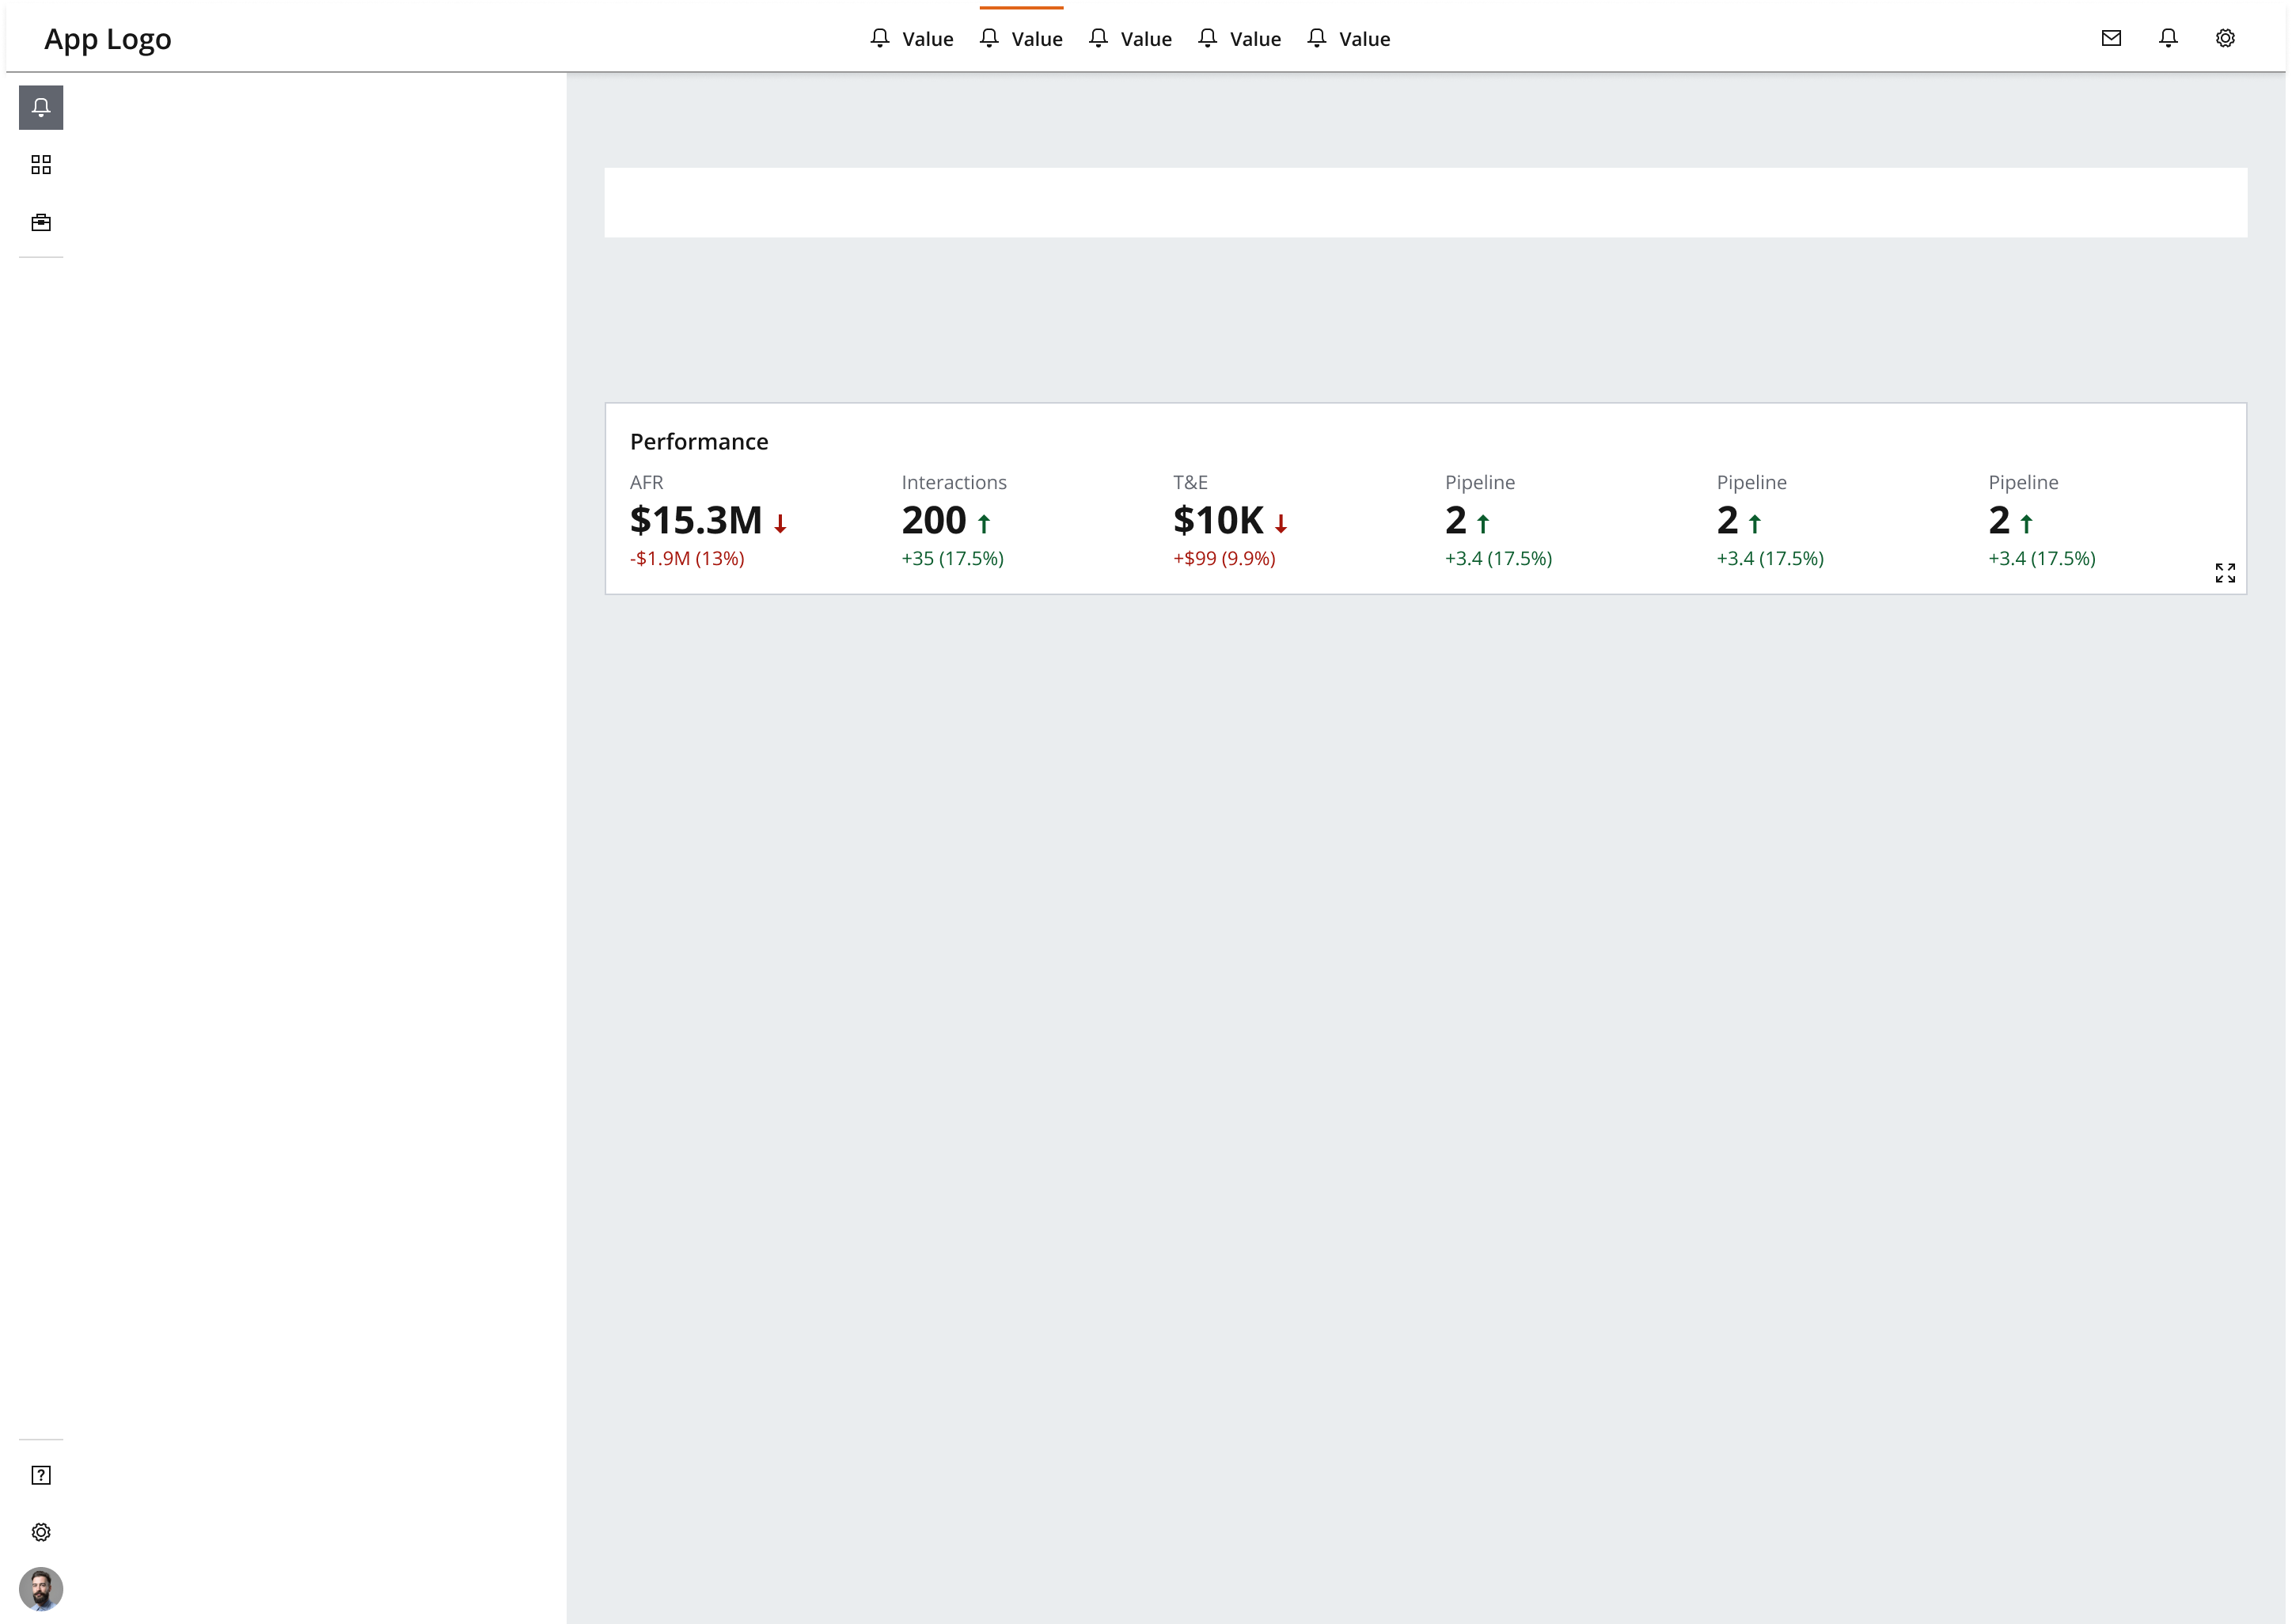 App Logo
Value Value Value Value Value
Performance
AFR Interactions T&E Pipeline Pipeline Pipeline
$15.3M 200 $10K 2 2 2
-$1.9M (13%) +35 (17.5%) +$99 (9.9%) +3.4 (17.5%) +3.4 (17.5%) +3.4 (17.5%)
?